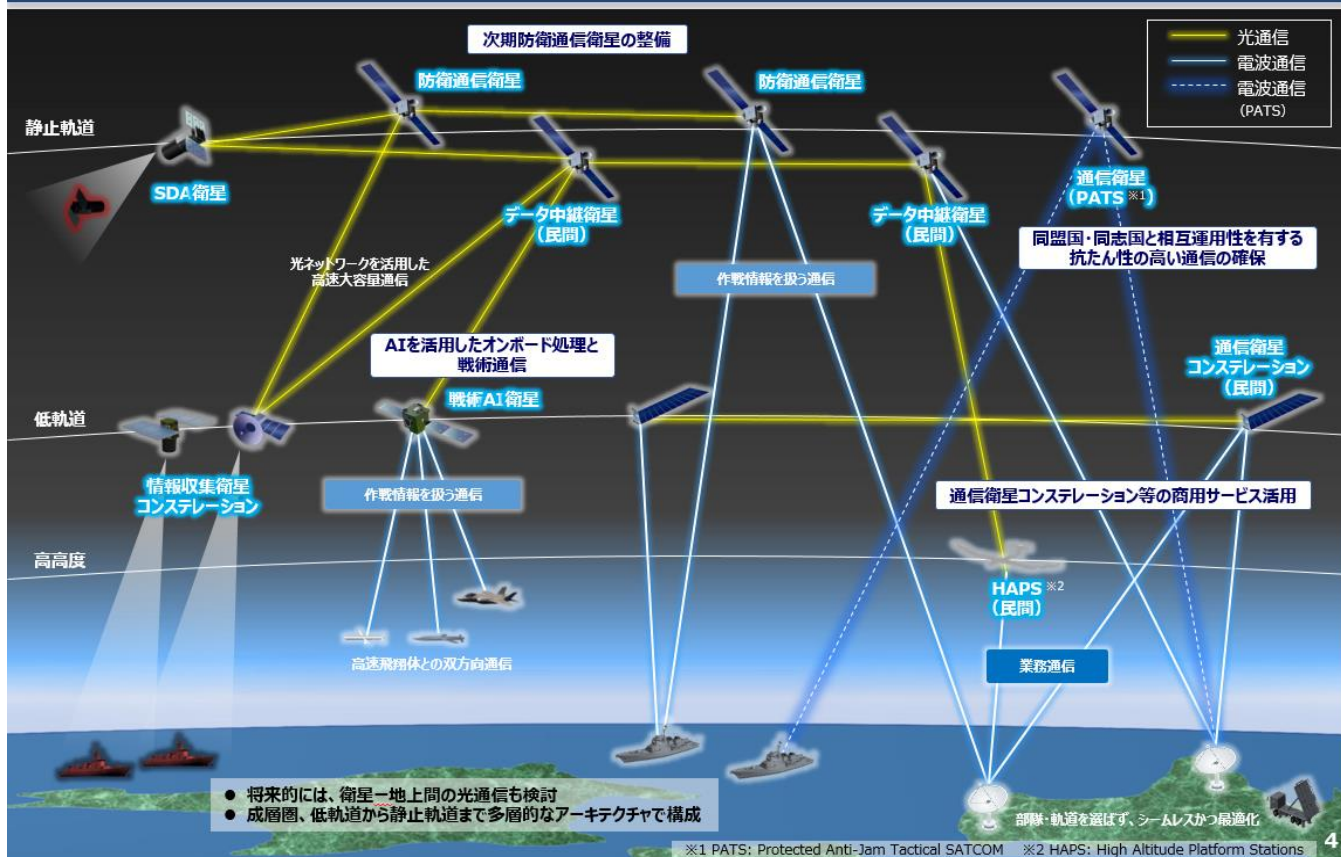 次期防衛通信衛星の整備
光通信
電波通信
電波通信
(PATS)
防衛通信衛星
防衛通信衛星
静止軌道
SDA衛星
データ中継衛星
(民間)
データ中継衛星
(民間)
通信衛星
(PATS ※1)
同盟国・同志国と相互運用性を有する
抗たん性の高い通信の確保
光ネットワークを活用した
高速大容量通信
作戦情報を扱う通信
AIを活用したオンボード処理と
戦術通信
通信衛星
コンステレーション
(民間)
戦術AI衛星
低軌道
情報収集衛星
コンステレーション
作戦情報を扱う通信
通信衛星コンステレーション等の商用サービス活用
高高度
HAPS ※2
(民間)
高速飛翔体との双方向通信
業務通信
● 将来的には、衛星ー地上間の光通信も検討
● 成層圏、低軌道から静止軌道まで多層的なアーキテクチャで構成
部隊・軌道を選ばず、シームレスかつ最適化
※1 PATS: Protected Anti-Jam Tactical SATCOM ※2 HAPS: High Altitude Platform Stations
4